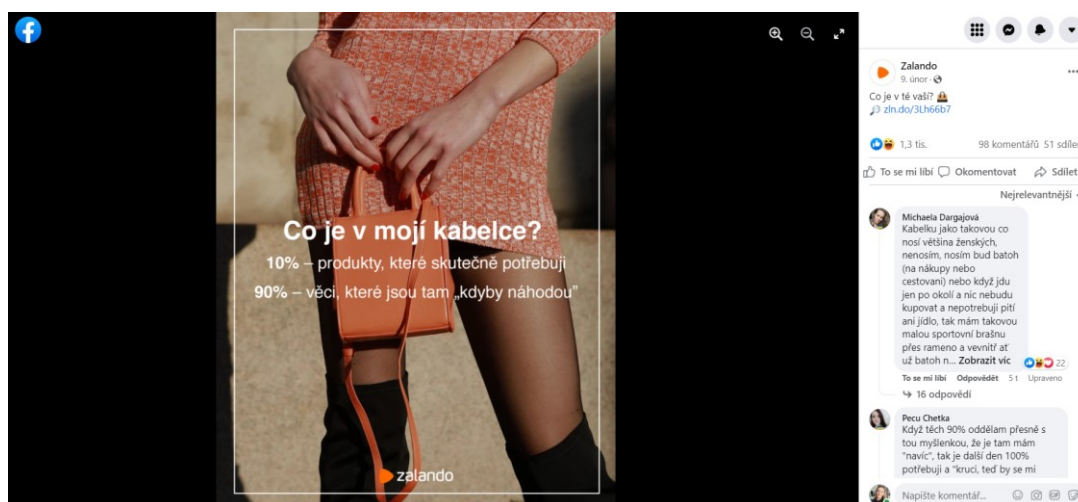 Co je v mojí kabelce?
10% – produkty, které skutečně potřebuji
90% – věci, které jsou tam „kdyby náhodou”
zalando
Zalando
9. únor ·
Co je v té vaší?
zln.do/3Lh66b7
1,3 tis. 98 komentářů 51 sdíle
To se mi líbí Okomentovat Sdílet
Nejrelevantnější
Michaela Dargajová
Kabelku jako takovou co
nosí většina ženských,
nenosím, nosím bud batoh
(na nákupy nebo
cestovani) nebo když jdu
jen po okolí a nic nebudu
kupovat a nepotrebuji pití
ani jídlo, tak mám takovou
malou sportovní brašnu
přes rameno a vevnitř ať
už batoh n... Zobrazit víc
22
To se mi líbí Odpovědět 5 t Upraveno
16 odpovědí
Pecu Chetka
Když těch 90% oddělam přesně s
tou myšlenkou, že je tam mám
"navíc", tak je další den 100%
potřebuji a "kruci, teď by se mi
Napište komentář...